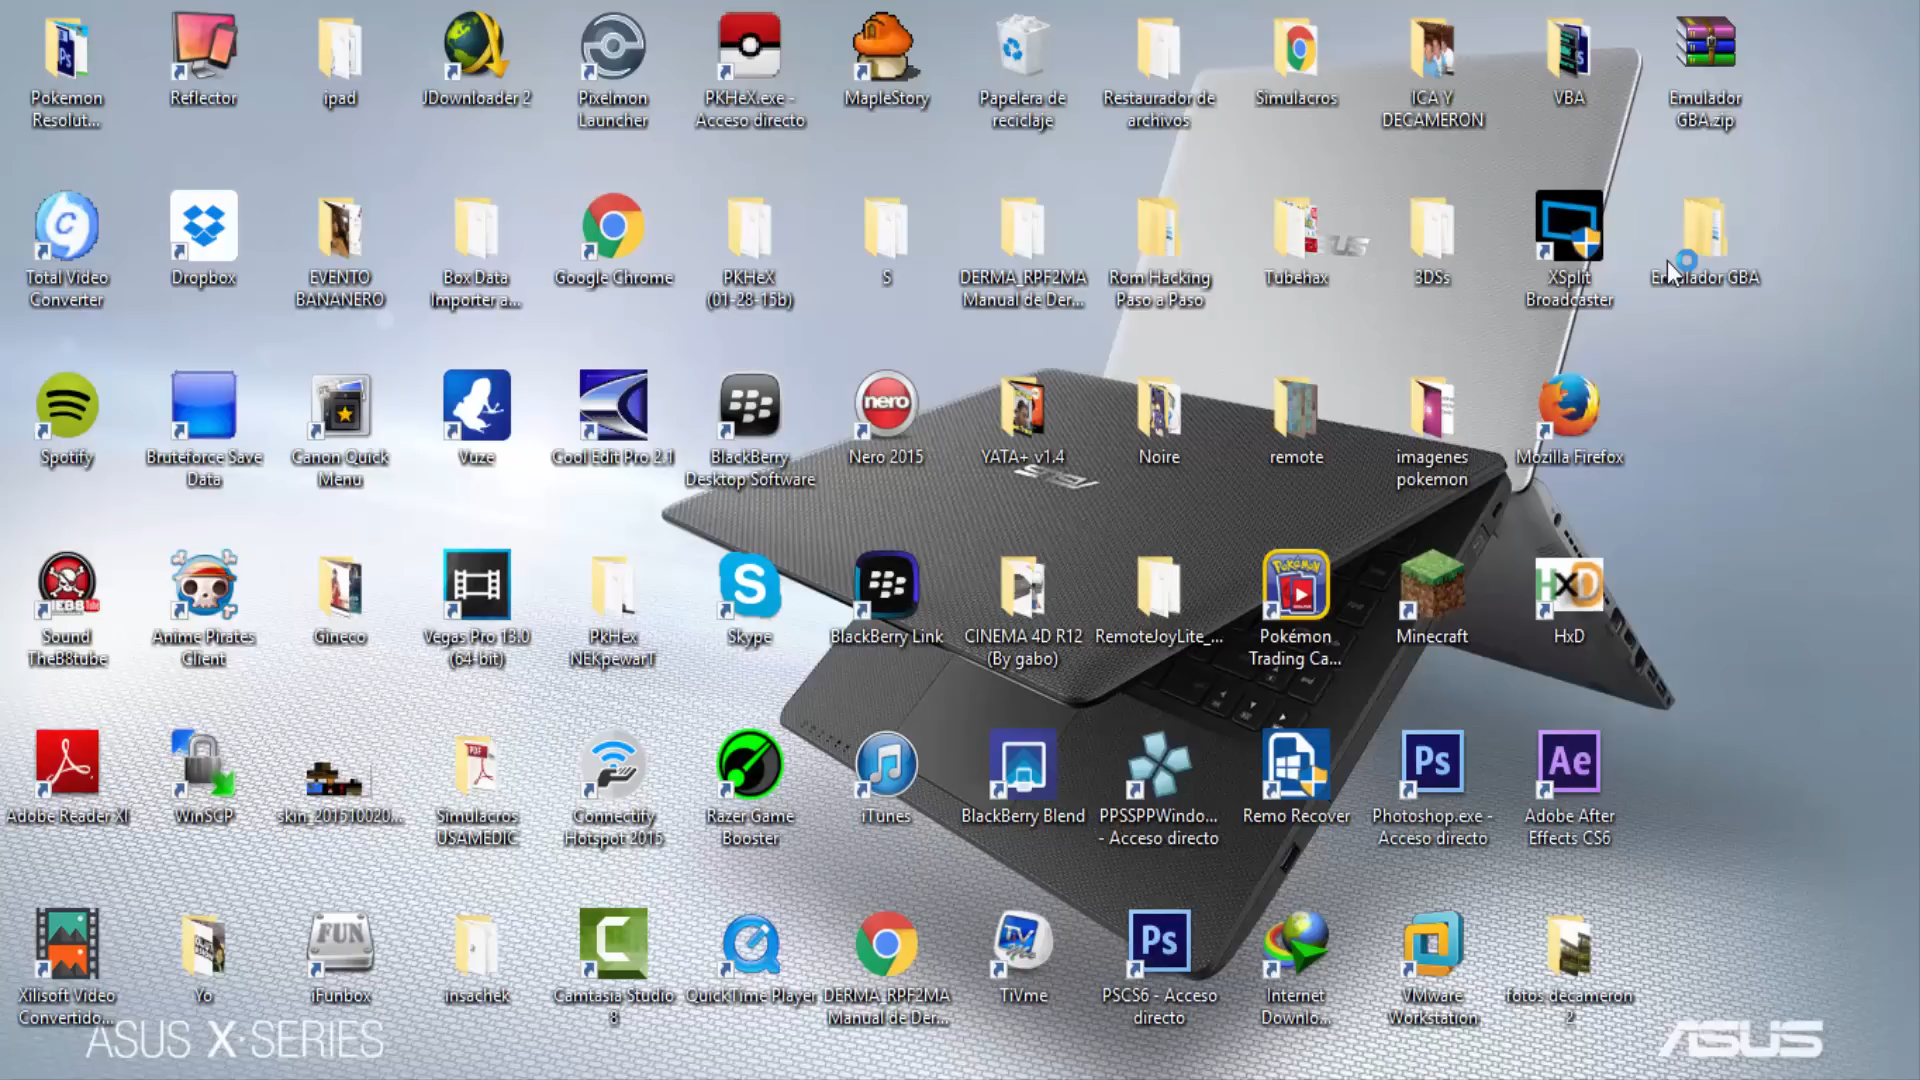 Pokemon
Resolut...
Reflector
ipad
JDownloader 2
Pixelmon
Launcher
PKHeX.exe -
Acceso directo
MapleStory
Papelera de
reciclaje
Restaurador de
archivos
Simulacros
ICA Y
DECAMERON
VBA
Emulador
GBA.zip
Total Video
Converter
Dropbox
EVENTO
BANANERO
Box Data
Importer a...
Google Chrome
PKHeX
(01-28-15b)
S
DERMA_RPF2MA
Manual de Der...
Rom Hacking
Paso a Paso
Tubehax
3DSs
XSplit
Broadcaster
Emulador GBA
Spotify
Bruteforce Save
Data
Canon Quick
Menu
Vuze
Cool Edit Pro 2.1
BlackBerry
Desktop Software
nero
Nero 2015
YATA+ v1.4
Noire
remote
imagenes
pokemon
Mozilla Firefox
Sound
TheB8tube
Anime Pirates
Client
Gineco
Vegas Pro 13.0
(64-bit)
PkHex
NEKpewarT
Skype
BlackBerry Link
CINEMA 4D R12
(By gabo)
RemoteJoyLite_...
Pokémon
Trading Ca...
Minecraft
HxD
HxD
Adobe Reader XI
WinSCP
skin_201510020...
Simulacros
USAMEDIC
Connectify
Hotspot 2015
Razer Game
Booster
iTunes
BlackBerry Blend
PPSSPPWindo...
- Acceso directo
Remo Recover
Ps
Photoshop.exe -
Acceso directo
Ae
Adobe After
Effects CS6
Xilisoft Video
Convertido...
Yo
FUN
iFunbox
insachek
Camtasia Studio
8
QuickTime Player
DERMA_RPF2MA
Manual de Der...
TiVme
Ps
PSCS6 - Acceso
directo
Internet
Downlo...
VMware
Workstation
fotos decameron
2
ASUS X-SERIES
ASUS